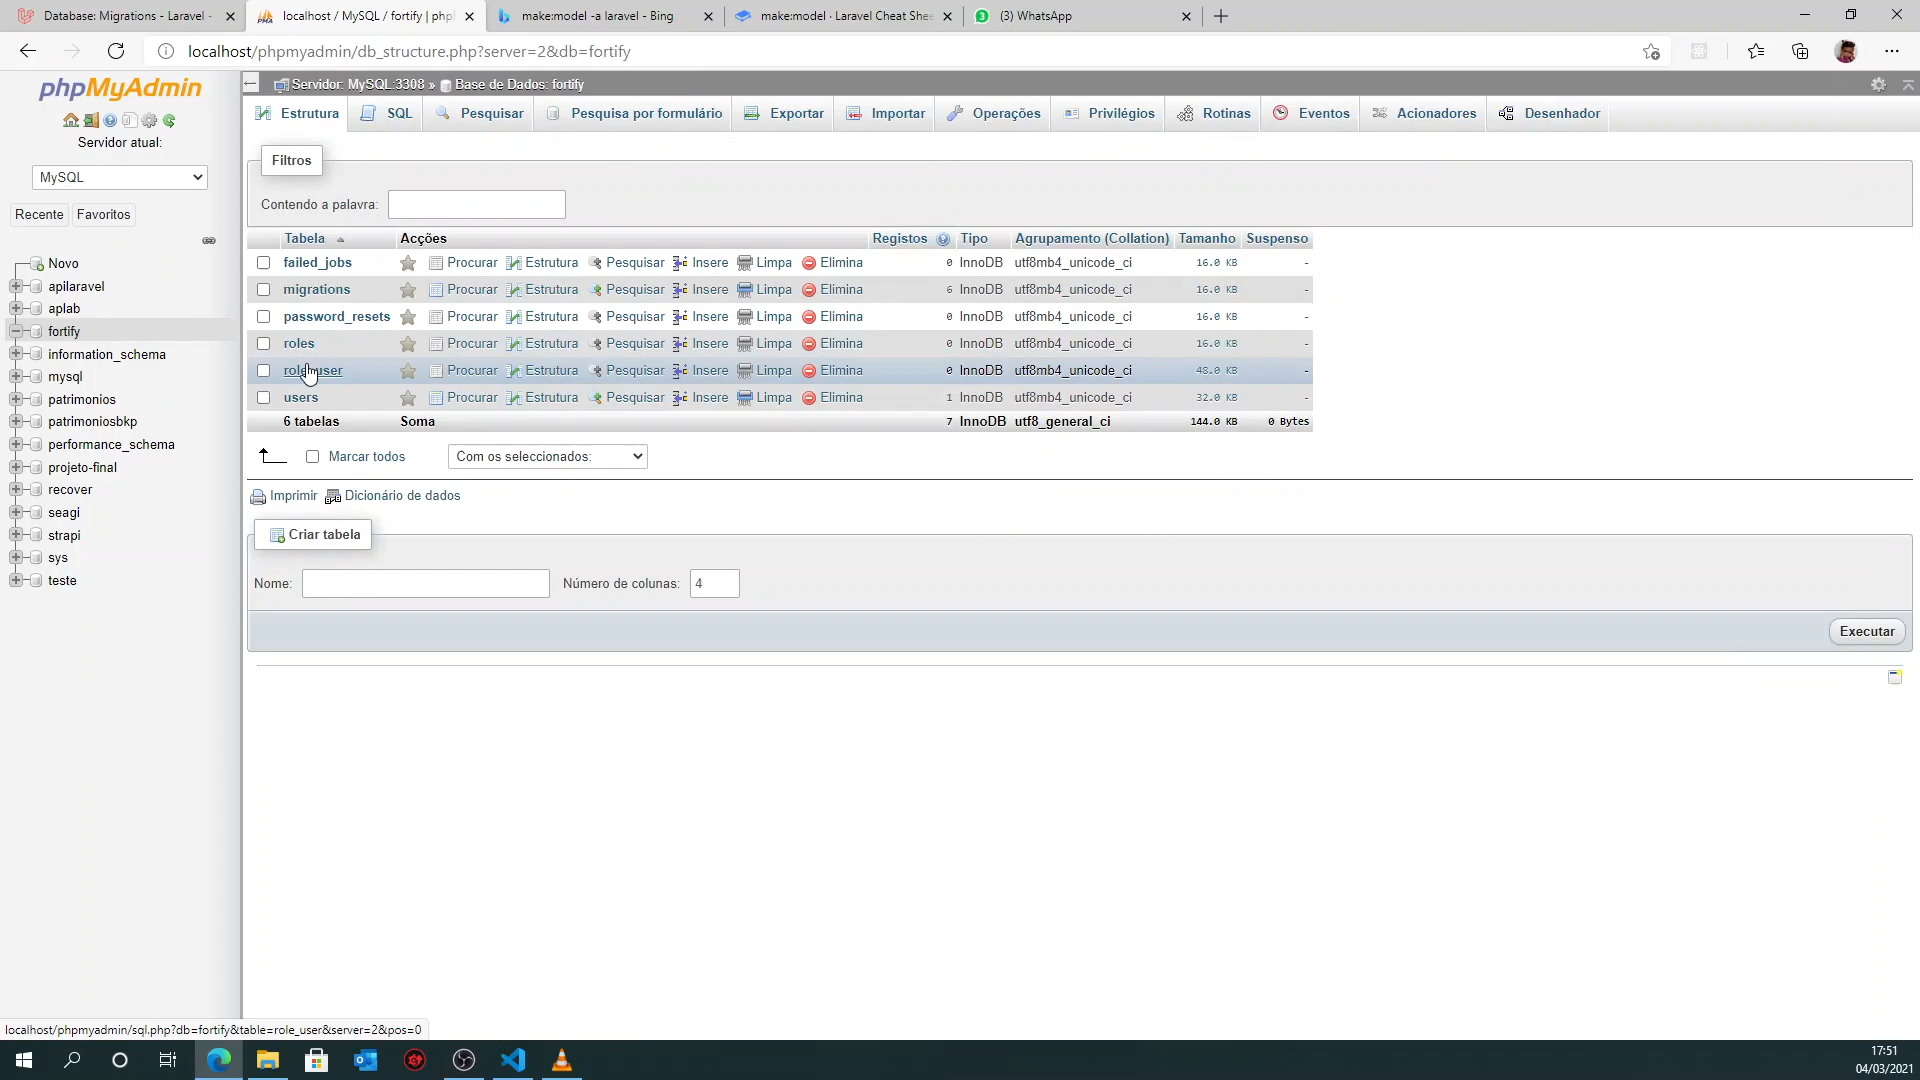 Database: Migrations - Laravel -
localhost / MySQL / fortify | php
make:model -a laravel - Bing
make:model · Laravel Cheat She
(3) WhatsApp
localhost/phpmyadmin/db_structure.php?server=2&db=fortify
phpMyAdmin
Servidor atual:
MySQL
Recente Favoritos
Novo
apilaravel
aplab
fortify
information_schema
mysql
patrimonios
patrimoniosbkp
performance_schema
projeto-final
recover
seagi
strapi
sys
teste
Servidor: MySQL:3308 » Base de Dados: fortify
Estrutura SQL Pesquisar Pesquisa por formulário Exportar Importar Operações Privilégios Rotinas Eventos Acionadores Desenhador
Filtros
Contendo a palavra:
Tabela Acções Registos Tipo Agrupamento (Collation) Tamanho Suspenso
failed_jobs Procurar Estrutura Pesquisar Insere Limpa Elimina 0 InnoDB utf8mb4_unicode_ci 16.0 KB -
migrations Procurar Estrutura Pesquisar Insere Limpa Elimina 6 InnoDB utf8mb4_unicode_ci 16.0 KB -
password_resets Procurar Estrutura Pesquisar Insere Limpa Elimina 0 InnoDB utf8mb4_unicode_ci 16.0 KB -
roles Procurar Estrutura Pesquisar Insere Limpa Elimina 0 InnoDB utf8mb4_unicode_ci 16.0 KB -
role_user Procurar Estrutura Pesquisar Insere Limpa Elimina 0 InnoDB utf8mb4_unicode_ci 48.0 KB -
users Procurar Estrutura Pesquisar Insere Limpa Elimina 1 InnoDB utf8mb4_unicode_ci 32.0 KB -
6 tabelas Soma 7 InnoDB utf8_general_ci 144.0 KB 0 Bytes
Marcar todos Com os seleccionados:
Imprimir Dicionário de dados
Criar tabela
Nome: Número de colunas: 4
Executar
localhost/phpmyadmin/sql.php?db=fortify&table=role_user&server=2&pos=0
17:51
04/03/2021